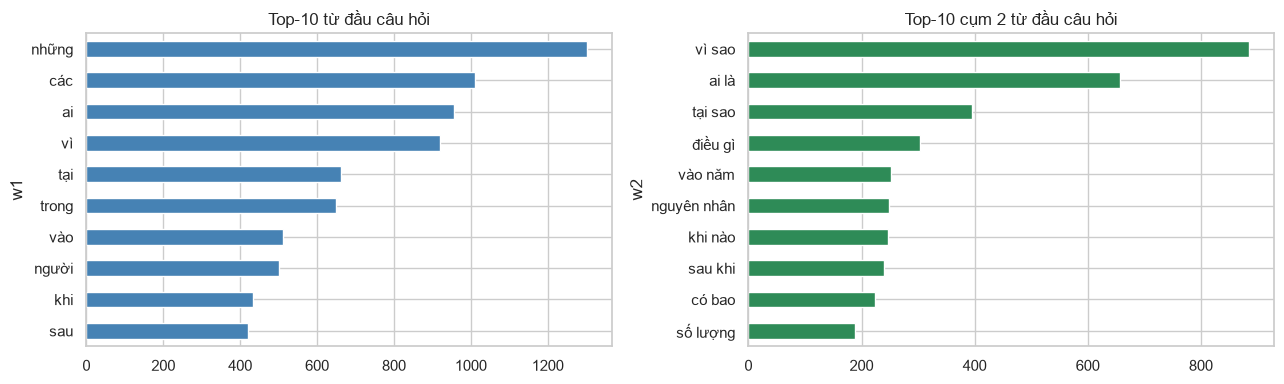 Top-10 từ đầu câu hỏi
w1
những
các
ai
vì
tại
trong
vào
người
khi
sau
0 200 400 600 800 1000 1200
Top-10 cụm 2 từ đầu câu hỏi
w2
vì sao
ai là
tại sao
điều gì
vào năm
nguyên nhân
khi nào
sau khi
có bao
số lượng
0 200 400 600 800